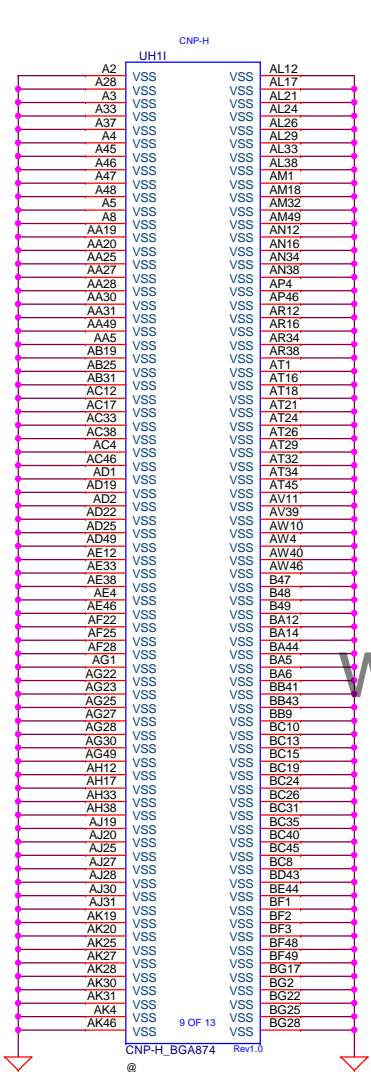 CNP-H
UH1I
A2 VSS VSS AL12
A28 VSS VSS AL17
A3 VSS VSS AL21
A33 VSS VSS AL24
A37 VSS VSS AL26
A4 VSS VSS AL29
A45 VSS VSS AL33
A46 VSS VSS AL38
A47 VSS VSS AM1
A48 VSS VSS AM18
A5 VSS VSS AM32
A8 VSS VSS AM49
AA19 VSS VSS AN12
AA20 VSS VSS AN16
AA25 VSS VSS AN34
AA27 VSS VSS AN38
AA28 VSS VSS AP4
AA30 VSS VSS AP46
AA31 VSS VSS AR12
AA49 VSS VSS AR16
AA5 VSS VSS AR34
AB19 VSS VSS AR38
AB25 VSS VSS AT1
AB31 VSS VSS AT16
AC12 VSS VSS AT18
AC17 VSS VSS AT21
AC33 VSS VSS AT24
AC38 VSS VSS AT26
AC4 VSS VSS AT29
AC46 VSS VSS AT32
AD1 VSS VSS AT34
AD19 VSS VSS AT45
AD2 VSS VSS AV11
AD22 VSS VSS AV39
AD25 VSS VSS AW10
AD49 VSS VSS AW4
AE12 VSS VSS AW40
AE33 VSS VSS AW46
AE38 VSS VSS B47
AE4 VSS VSS B48
AE46 VSS VSS B49
AF22 VSS VSS BA12
AF25 VSS VSS BA14
AF28 VSS VSS BA44
AG1 VSS VSS BA5
AG22 VSS VSS BA6
AG23 VSS VSS BB41
AG25 VSS VSS BB43
AG27 VSS VSS BB9
AG28 VSS VSS BC10
AG30 VSS VSS BC13
AG49 VSS VSS BC15
AH12 VSS VSS BC19
AH17 VSS VSS BC24
AH33 VSS VSS BC26
AH38 VSS VSS BC31
AJ19 VSS VSS BC35
AJ20 VSS VSS BC40
AJ25 VSS VSS BC45
AJ27 VSS VSS BC8
AJ28 VSS VSS BD43
AJ30 VSS VSS BE44
AJ31 VSS VSS BF1
AK19 VSS VSS BF2
AK20 VSS VSS BF3
AK25 VSS VSS BF48
AK27 VSS VSS BF49
AK28 VSS VSS BG17
AK30 VSS VSS BG2
AK31 VSS VSS BG22
AK4 VSS VSS BG25
AK46 VSS 9 OF 13 VSS BG28
CNP-H_BGA874 Rev1.0
@